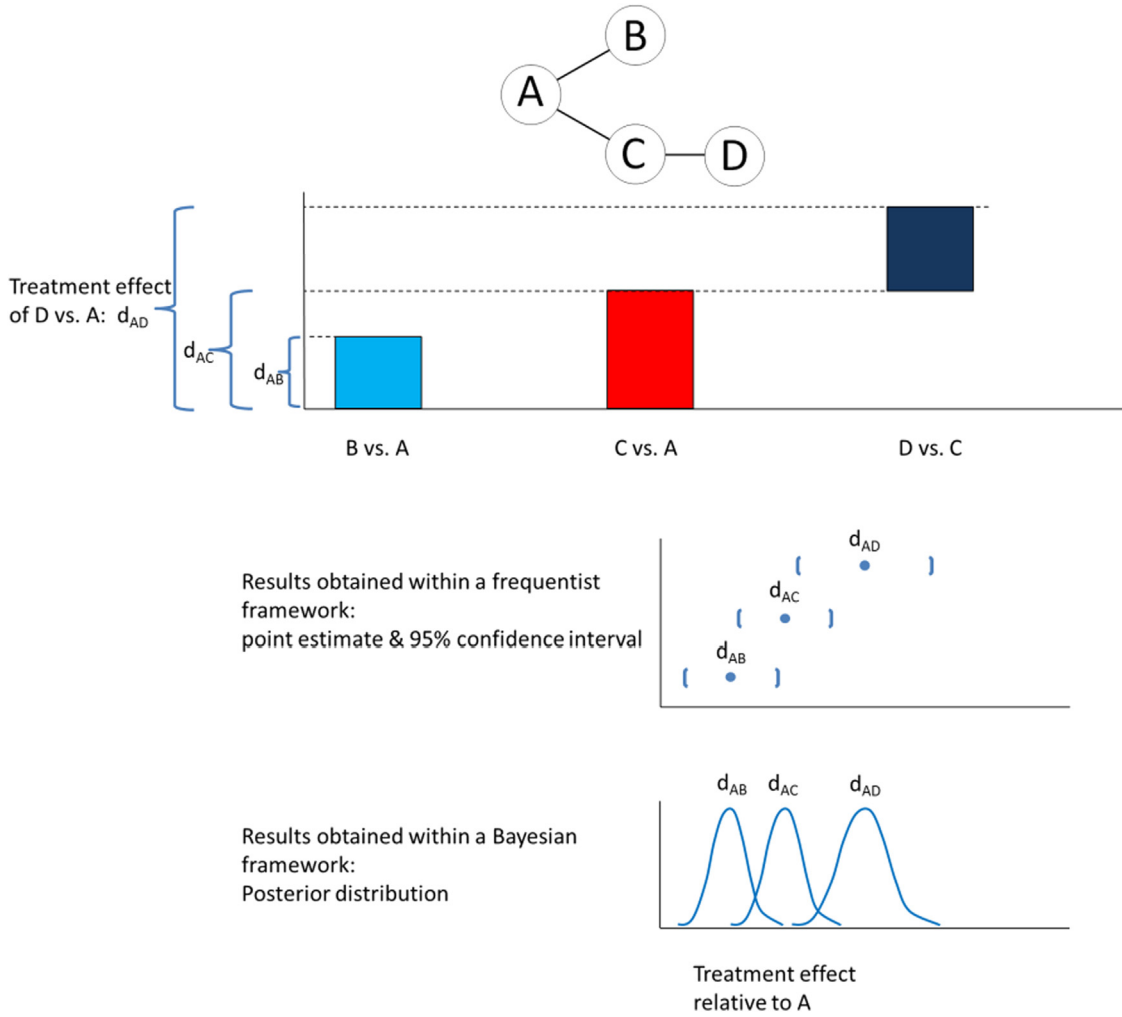 B
A
C
D
Treatment effect
of D vs. A: dAD
dAC
dAB
B vs. A
C vs. A
D vs. C
Results obtained within a frequentist
framework:
point estimate & 95% confidence interval
dAD
dAC
dAB
Results obtained within a Bayesian
framework:
Posterior distribution
dAB dAC dAD
Treatment effect
relative to A